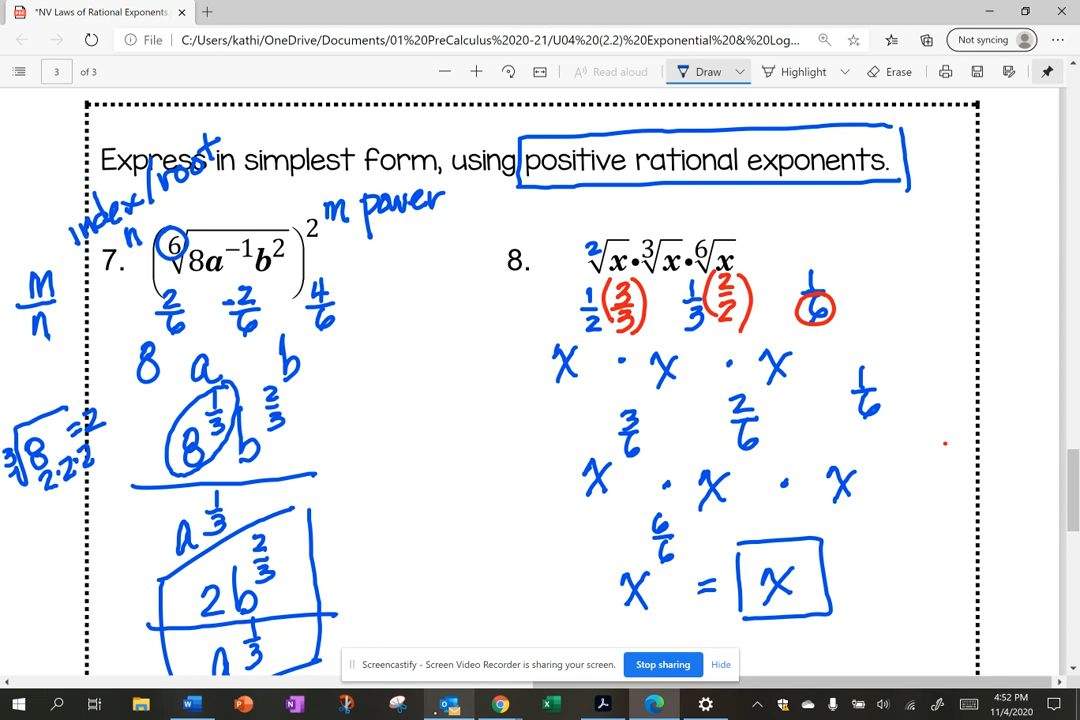 *NV Laws of Rational Exponents.
File
C:/Users/kathi/OneDrive/Documents/01%20PreCalculus%2020-21/U04%20(2.2)%20Exponential%20&%20Log...
Not syncing
3 of 3
Read aloud
Draw
Highlight
Erase
Express in simplest form, using positive rational exponents.
index/root
n
m power
7. (⁶√8a⁻¹b²)²
m/n
2/6 -2/6 4/6
8 a b
8^(1/3) b^(2/3)
a^(1/3)
³√8 = 2
2·2·2
2b^(2/3)
a^(1/3)
8. ²√x·³√x·⁶√x
1/2 (3/3) 1/3 (2/2) 1/6
x · x · x
3/6 2/6 1/6
x · x · x
x^(6/6) = x
Screencastify - Screen Video Recorder is sharing your screen.
Stop sharing
Hide
4:52 PM
11/4/2020